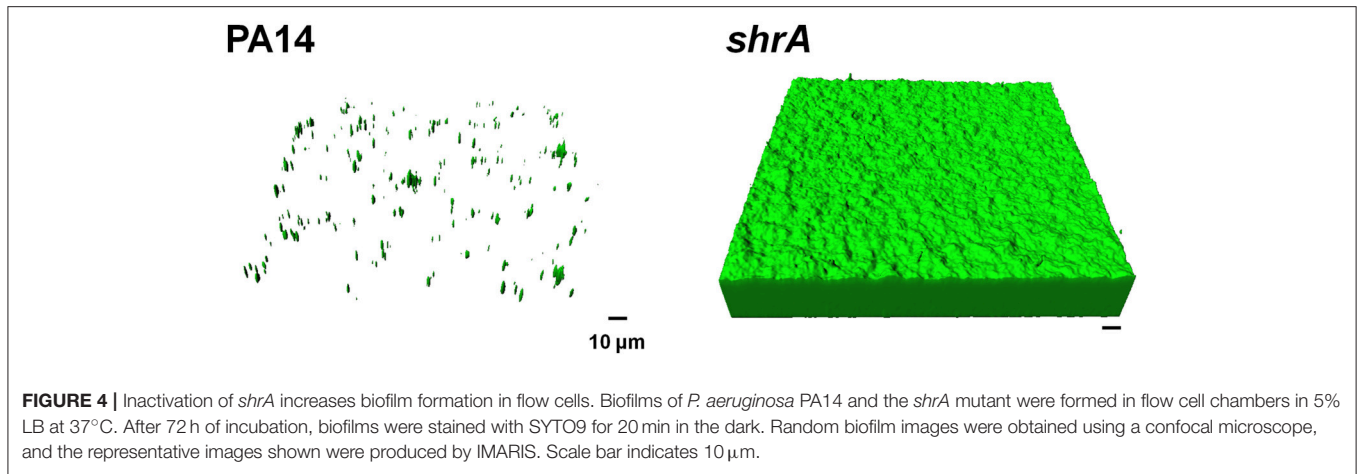 PA14
shrA
10 µm
FIGURE 4 | Inactivation of shrA increases biofilm formation in flow cells. Biofilms of P. aeruginosa PA14 and the shrA mutant were formed in flow cell chambers in 5%
LB at 37°C. After 72 h of incubation, biofilms were stained with SYTO9 for 20 min in the dark. Random biofilm images were obtained using a confocal microscope,
and the representative images shown were produced by IMARIS. Scale bar indicates 10 µm.